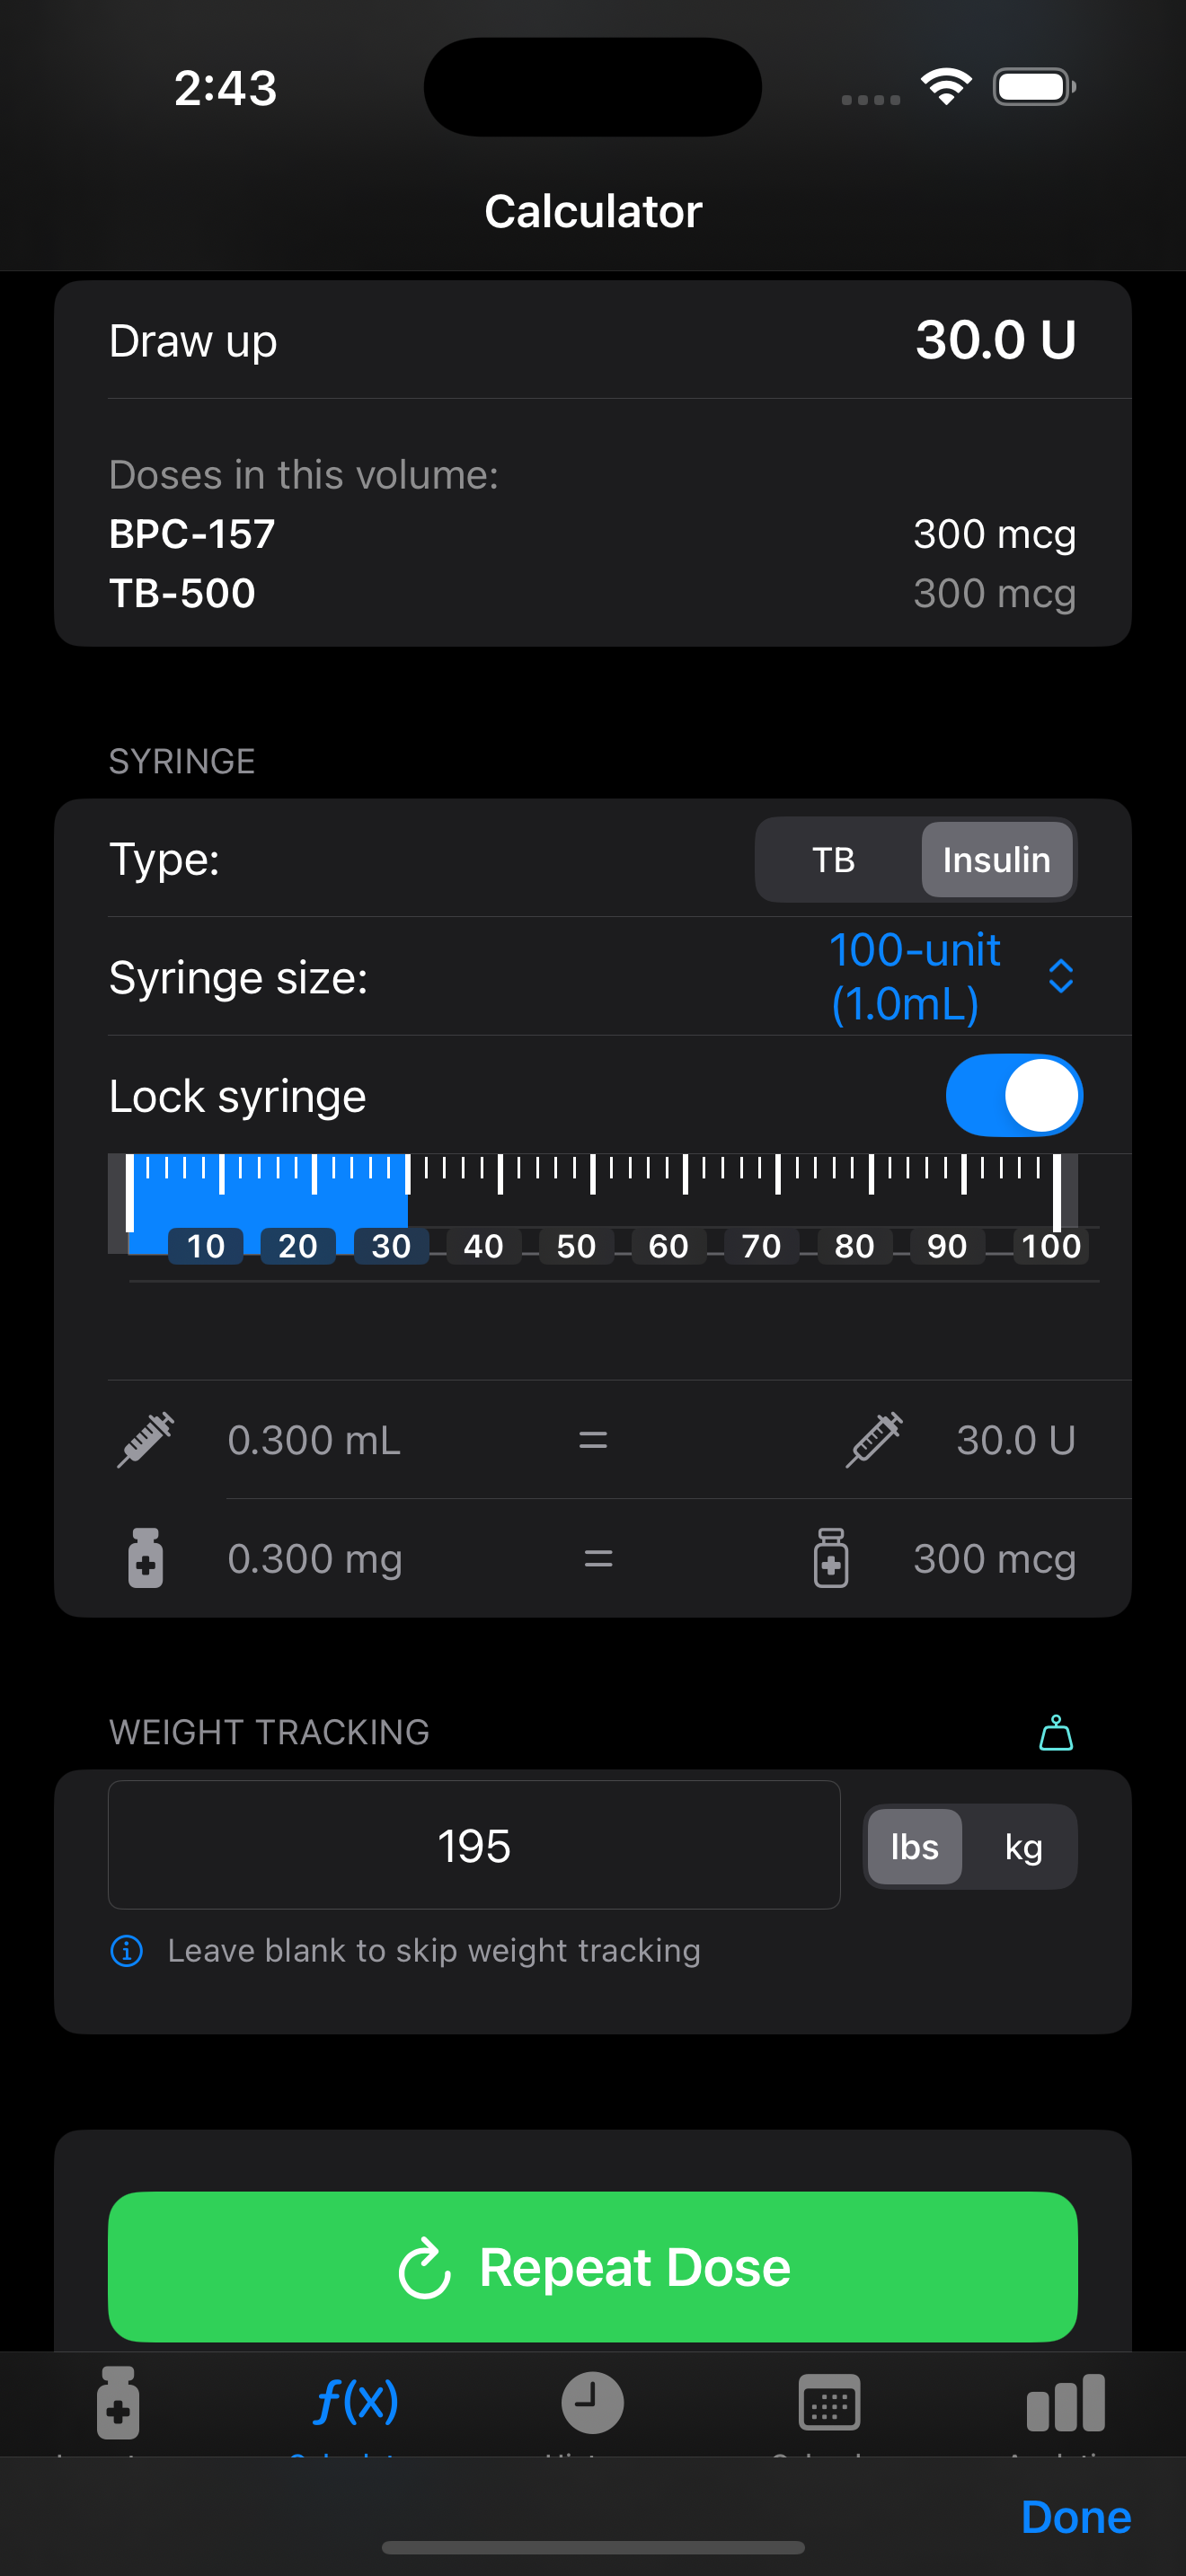 2:43
Calculator
Draw up 30.0 U
Doses in this volume:
BPC-157 300 mcg
TB-500 300 mcg
SYRINGE
Type: TB Insulin
Syringe size: 100-unit
(1.0mL)
Lock syringe
10 20 30 40 50 60 70 80 90 100
0.300 mL = 30.0 U
0.300 mg = 300 mcg
WEIGHT TRACKING
195 lbs kg
Leave blank to skip weight tracking
Repeat Dose
f(x)
Done